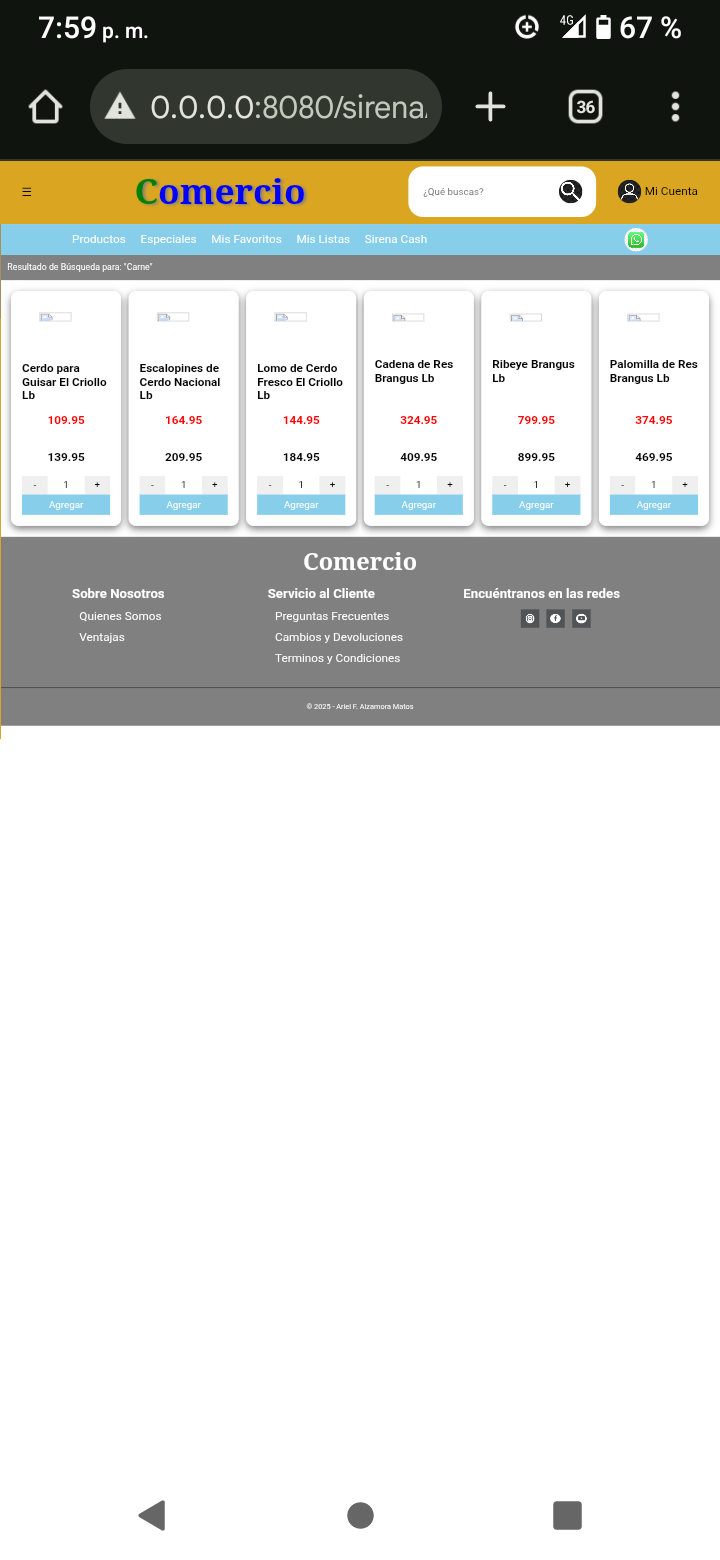 7:59 p. m.
4G
67 %
0.0.0.0:8080/sirena
36
☰
Comercio
¿Qué buscas?
Mi Cuenta
Productos Especiales Mis Favoritos Mis Listas Sirena Cash
Resultado de Búsqueda para: "Carne"
Cerdo para
Guisar El Criollo
Lb
109.95
139.95
- 1 +
Agregar
Escalopines de
Cerdo Nacional
Lb
164.95
209.95
- 1 +
Agregar
Lomo de Cerdo
Fresco El Criollo
Lb
144.95
184.95
- 1 +
Agregar
Cadena de Res
Brangus Lb
324.95
409.95
- 1 +
Agregar
Ribeye Brangus
Lb
799.95
899.95
- 1 +
Agregar
Palomilla de Res
Brangus Lb
374.95
469.95
- 1 +
Agregar
Comercio
Sobre Nosotros
Quienes Somos
Ventajas
Servicio al Cliente
Preguntas Frecuentes
Cambios y Devoluciones
Terminos y Condiciones
Encuéntranos en las redes
© 2025 - Ariel F. Alzamora Matos